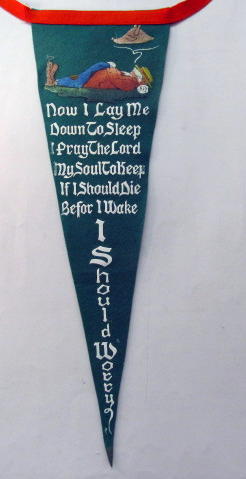 Now I Lay Me
Down To Sleep
I Pray The Lord
My Soul To Keep
If I Should Die
Befor I Wake
I Should Worry